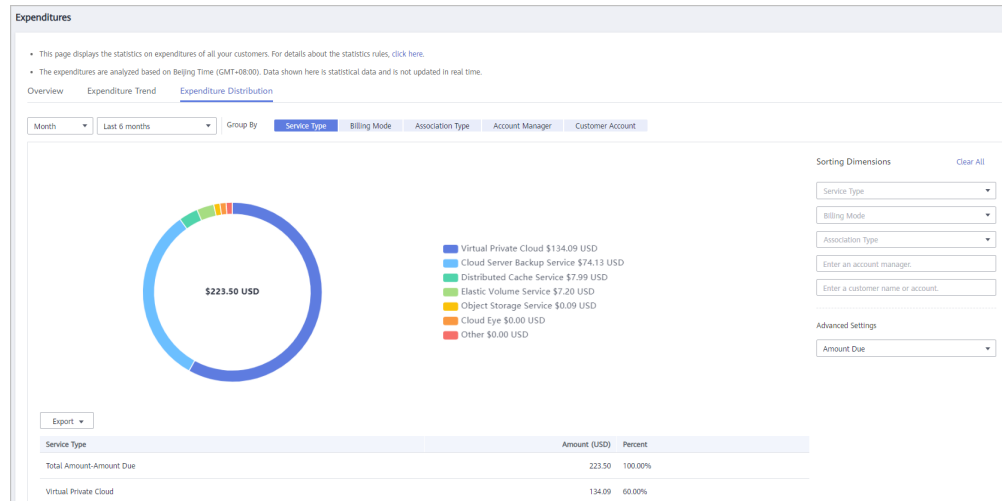 Expenditures
• This page displays the statistics on expenditures of all your customers. For details about the statistics rules, click here.
• The expenditures are analyzed based on Beijing Time (GMT+08:00). Data shown here is statistical data and is not updated in real time.
Overview Expenditure Trend Expenditure Distribution
Month Last 6 months Group By Service Type Billing Mode Association Type Account Manager Customer Account
Sorting Dimensions Clear All
Service Type
Billing Mode
Association Type
Enter an account manager.
Enter a customer name or account.
Advanced Settings
Amount Due
$223.50 USD
Virtual Private Cloud $134.09 USD
Cloud Server Backup Service $74.13 USD
Distributed Cache Service $7.99 USD
Elastic Volume Service $7.20 USD
Object Storage Service $0.09 USD
Cloud Eye $0.00 USD
Other $0.00 USD
Export
Service Type Amount (USD) Percent
Total Amount-Amount Due 223.50 100.00%
Virtual Private Cloud 134.09 60.00%